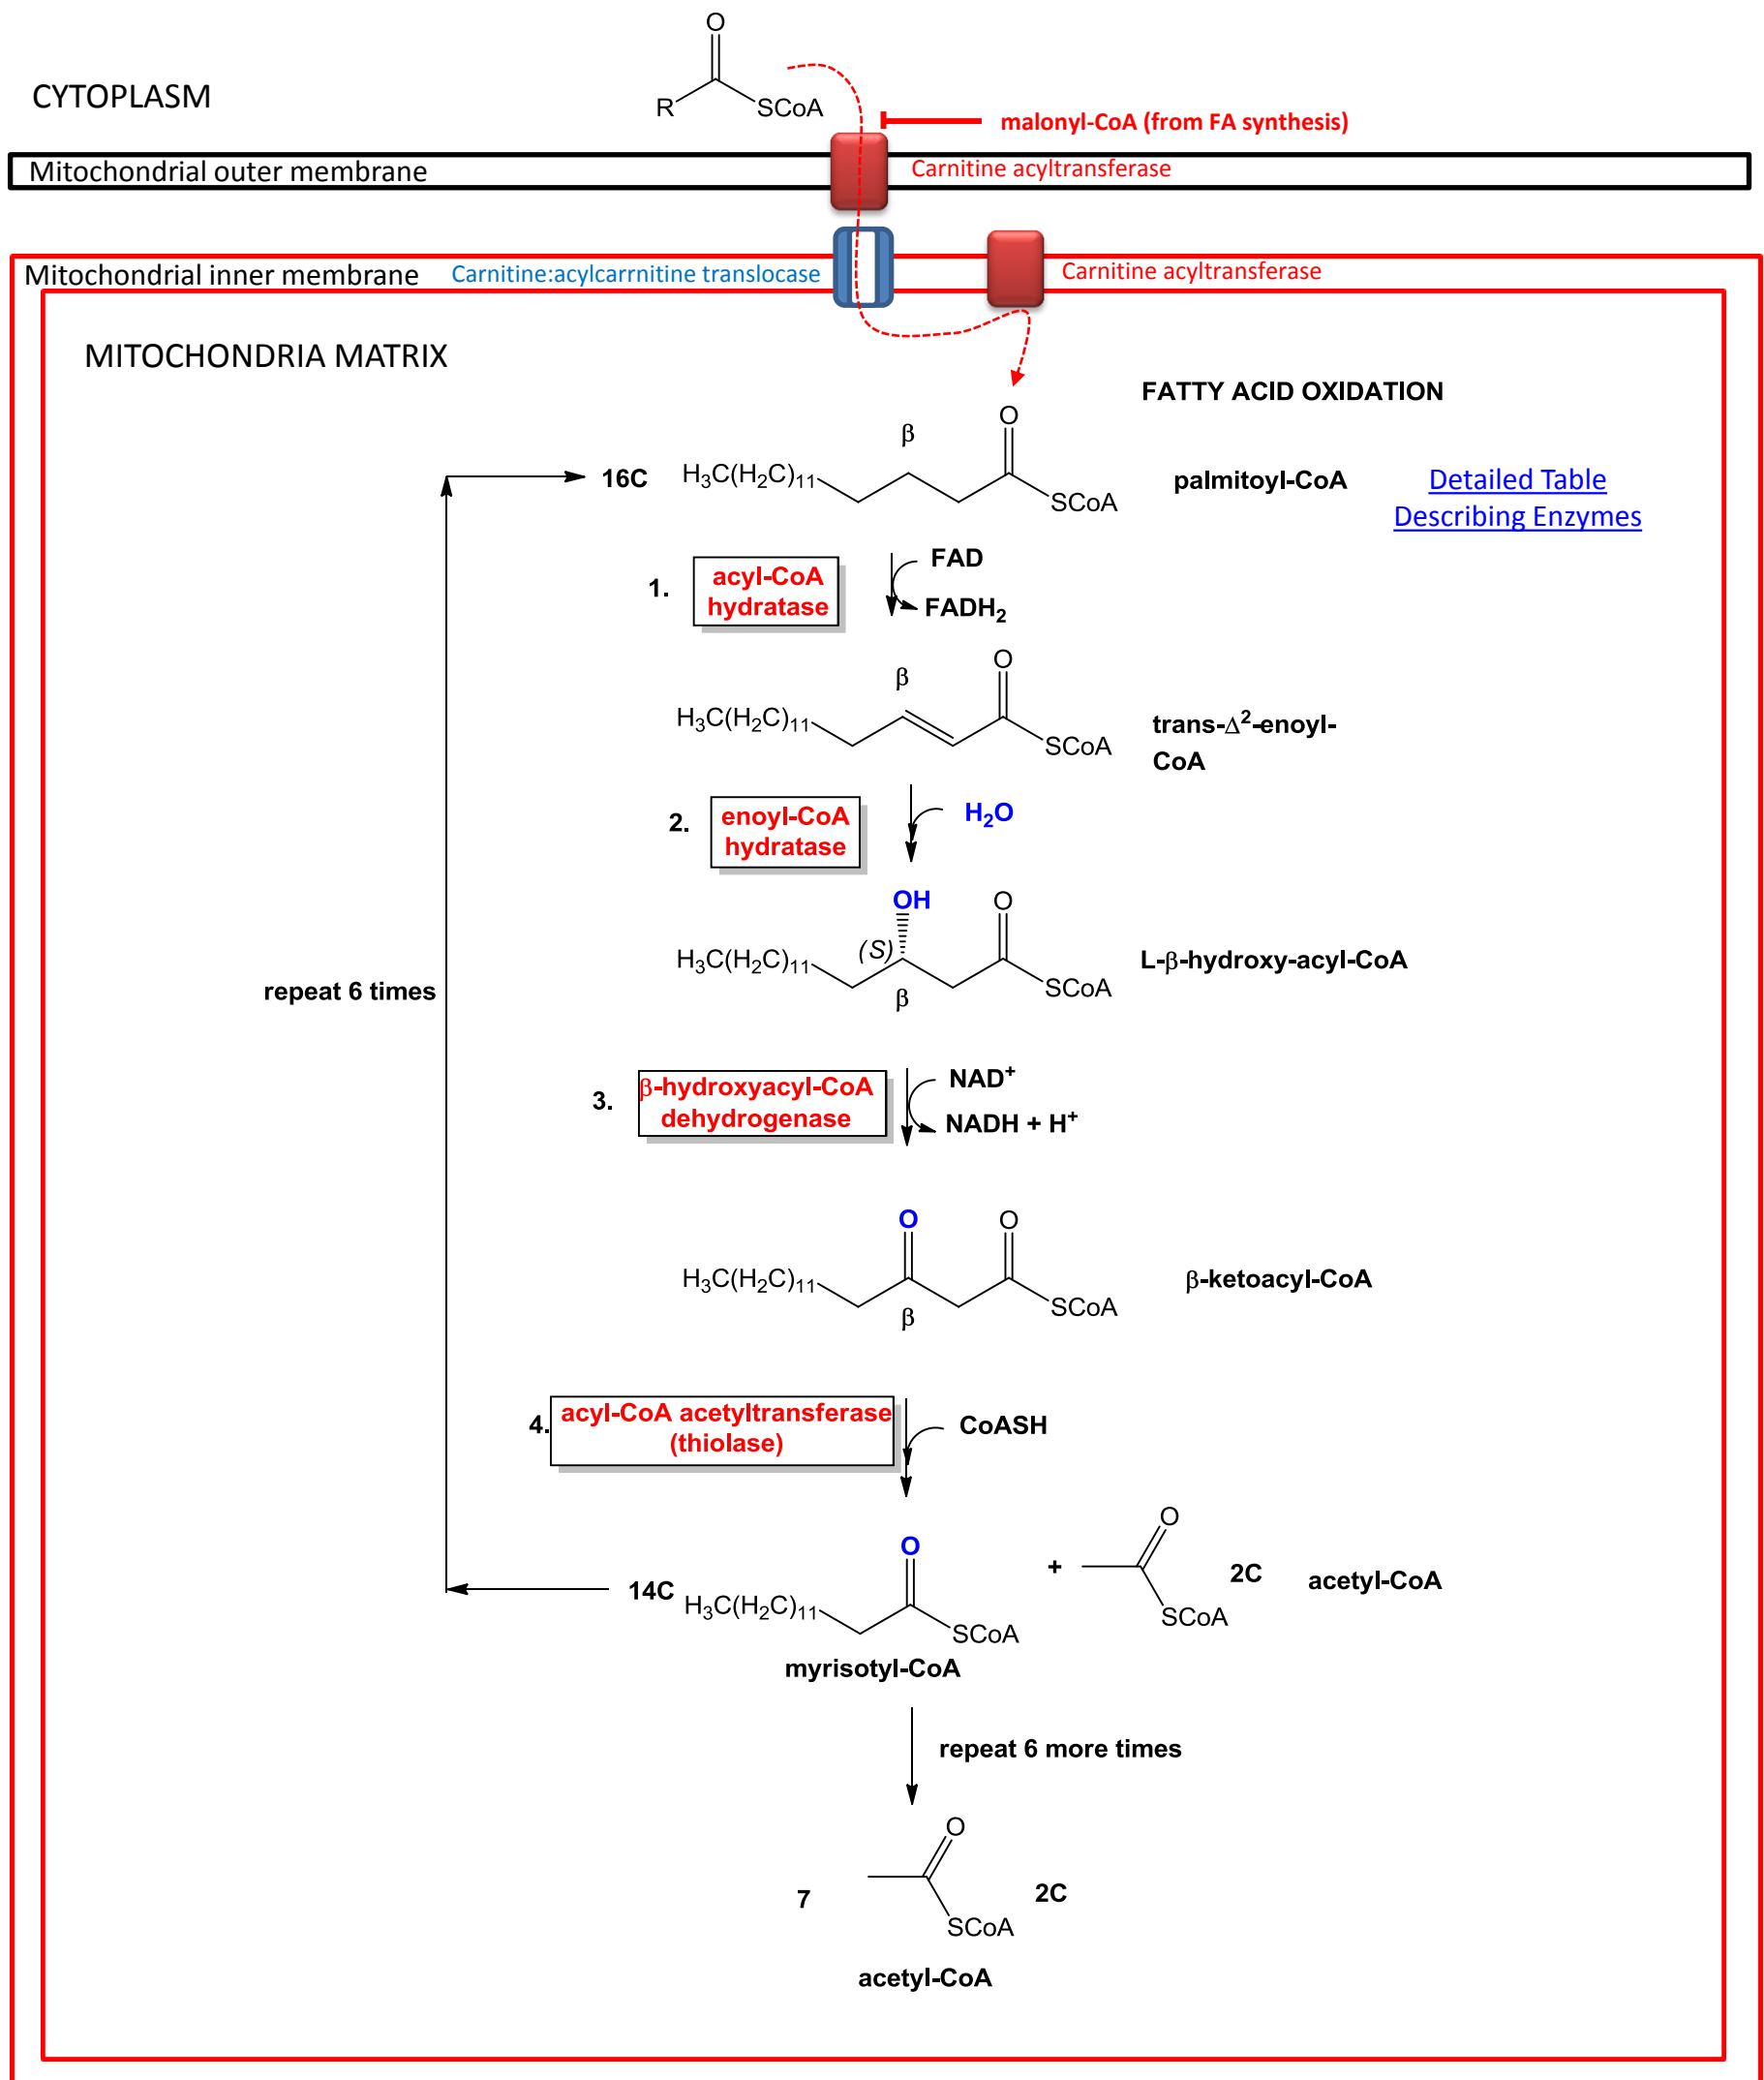 O
R
SCoA
CYTOPLASM
malonyl-CoA (from FA synthesis)
Mitochondrial outer membrane
Carnitine acyltransferase
Mitochondrial inner membrane
Carnitine:acylcarrnitine translocase
Carnitine acyltransferase
MITOCHONDRIA MATRIX
FATTY ACID OXIDATION
O
β
16C
H₃C(H₂C)₁₁
SCoA
palmitoyl-CoA
Detailed Table
Describing Enzymes
1.
acyl-CoA
hydratase
FAD
FADH₂
O
β
H₃C(H₂C)₁₁
SCoA
trans-Δ²-enoyl-
CoA
2.
enoyl-CoA
hydratase
H₂O
OH
O
(S)
H₃C(H₂C)₁₁
β
SCoA
L-β-hydroxy-acyl-CoA
repeat 6 times
3.
β-hydroxyacyl-CoA
dehydrogenase
NAD⁺
NADH + H⁺
O
O
H₃C(H₂C)₁₁
β
SCoA
β-ketoacyl-CoA
4.
acyl-CoA acetyltransferase
(thiolase)
CoASH
O
14C
H₃C(H₂C)₁₁
SCoA
+
O
SCoA
2C
acetyl-CoA
myrisotyl-CoA
repeat 6 more times
7
O
SCoA
2C
acetyl-CoA